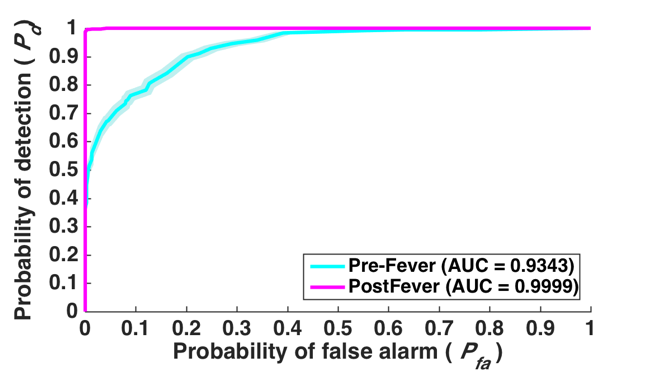 Probability of detection ( Pd)
1
0.9
0.8
0.7
0.6
0.5
0.4
0.3
0.2
0.1
0
Pre-Fever (AUC = 0.9343)
PostFever (AUC = 0.9999)
0 0.1 0.2 0.3 0.4 0.5 0.6 0.7 0.8 0.9 1
Probability of false alarm ( Pfa)